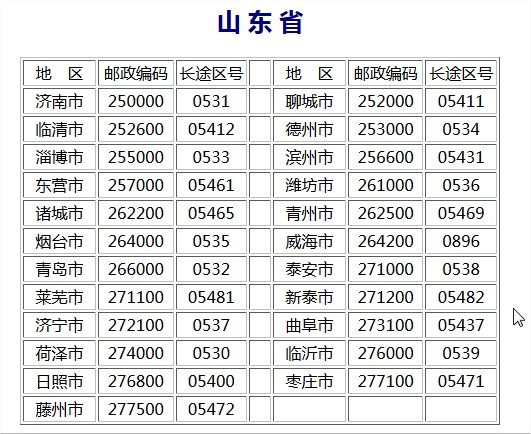 山 东 省
地 区 邮政编码 长途区号 地 区 邮政编码 长途区号
济南市 250000 0531 聊城市 252000 05411
临清市 252600 05412 德州市 253000 0534
淄博市 255000 0533 滨州市 256600 05431
东营市 257000 05461 潍坊市 261000 0536
诸城市 262200 05465 青州市 262500 05469
烟台市 264000 0535 威海市 264200 0896
青岛市 266000 0532 泰安市 271000 0538
莱芜市 271100 05481 新泰市 271200 05482
济宁市 272100 0537 曲阜市 273100 05437
荷泽市 274000 0530 临沂市 276000 0539
日照市 276800 05400 枣庄市 277100 05471
藤州市 277500 05472